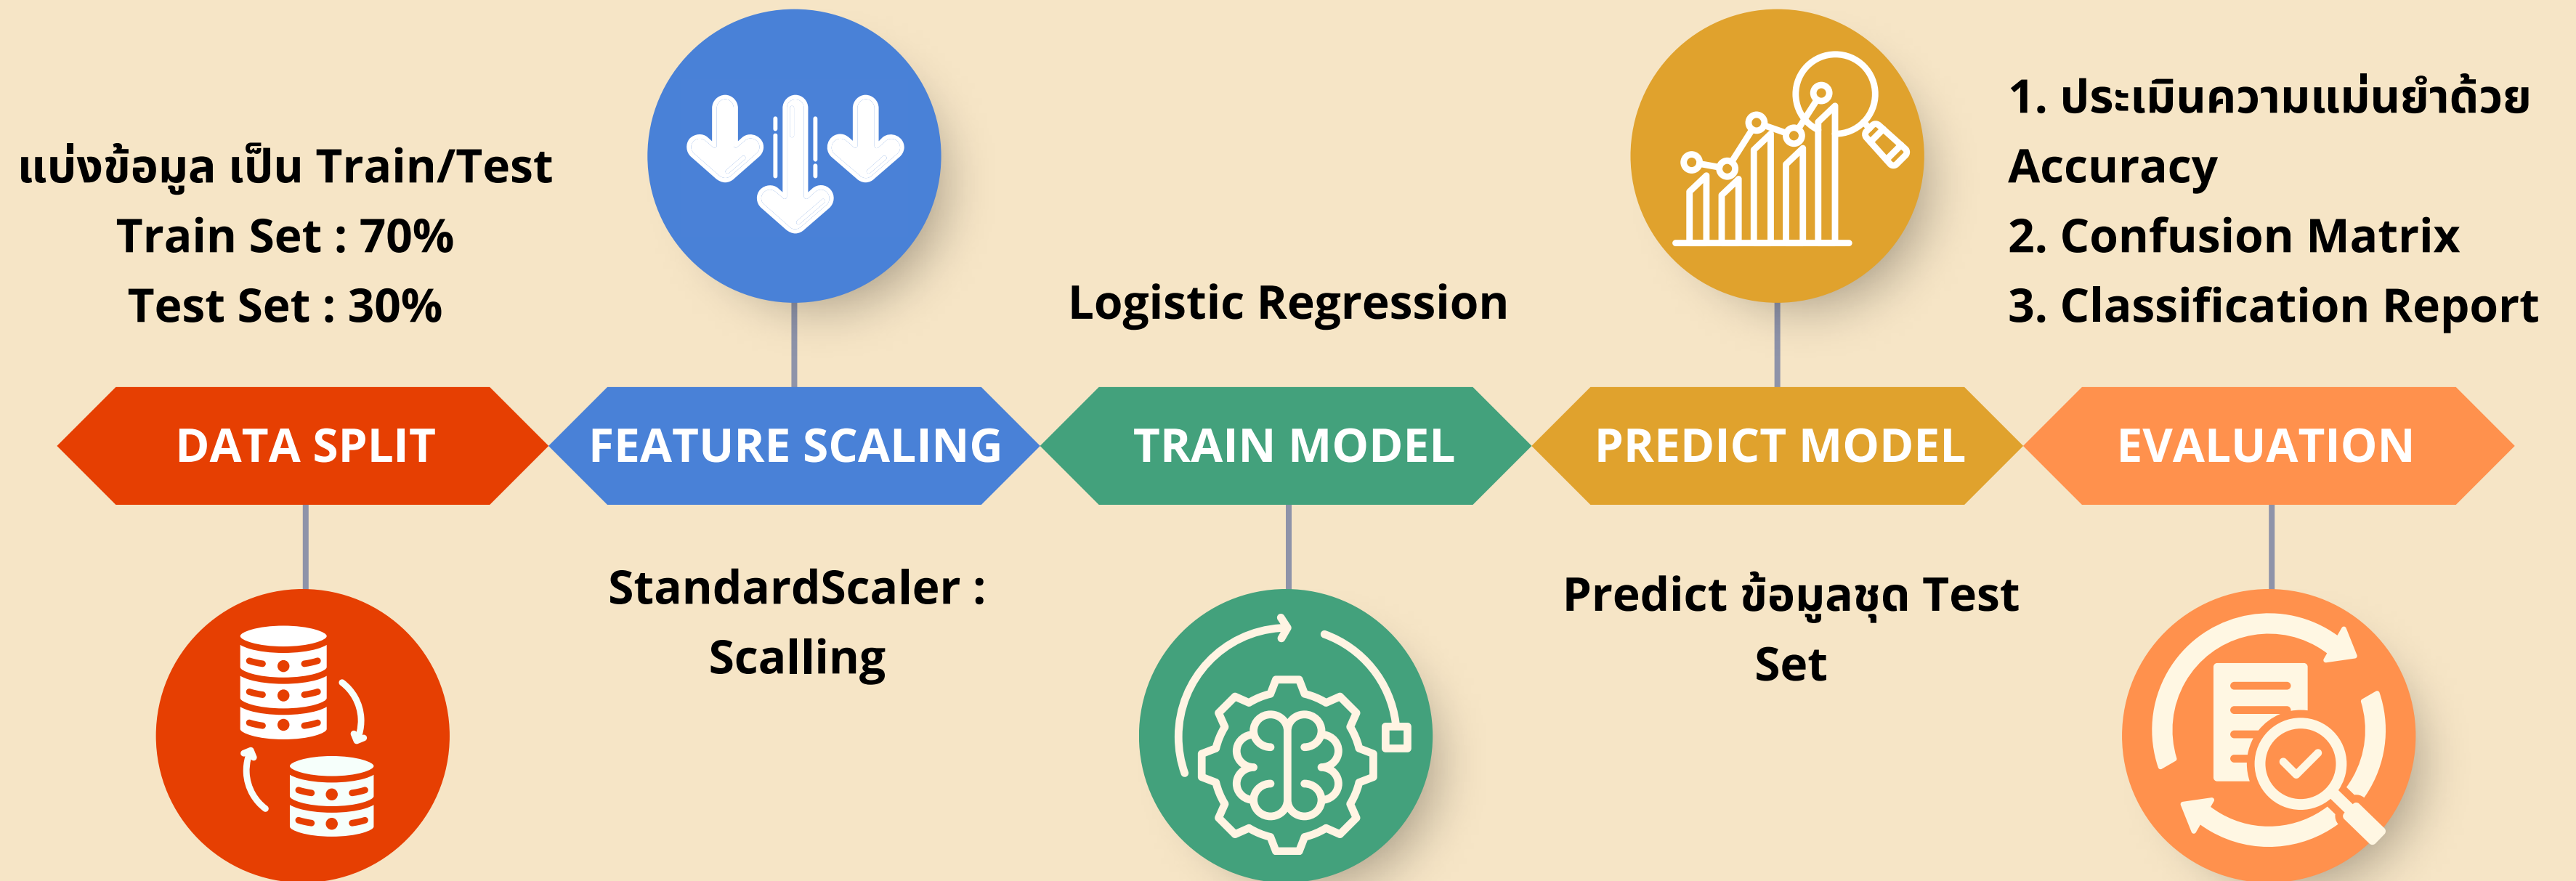 แบ่งข้อมูล เป็น Train/Test
Train Set : 70%
Test Set : 30%
DATA SPLIT
FEATURE SCALING
StandardScaler :
Scalling
Logistic Regression
TRAIN MODEL
PREDICT MODEL
Predict ข้อมูลชุด Test
Set
1. ประเมินความแม่นยำด้วย
Accuracy
2. Confusion Matrix
3. Classification Report
EVALUATION